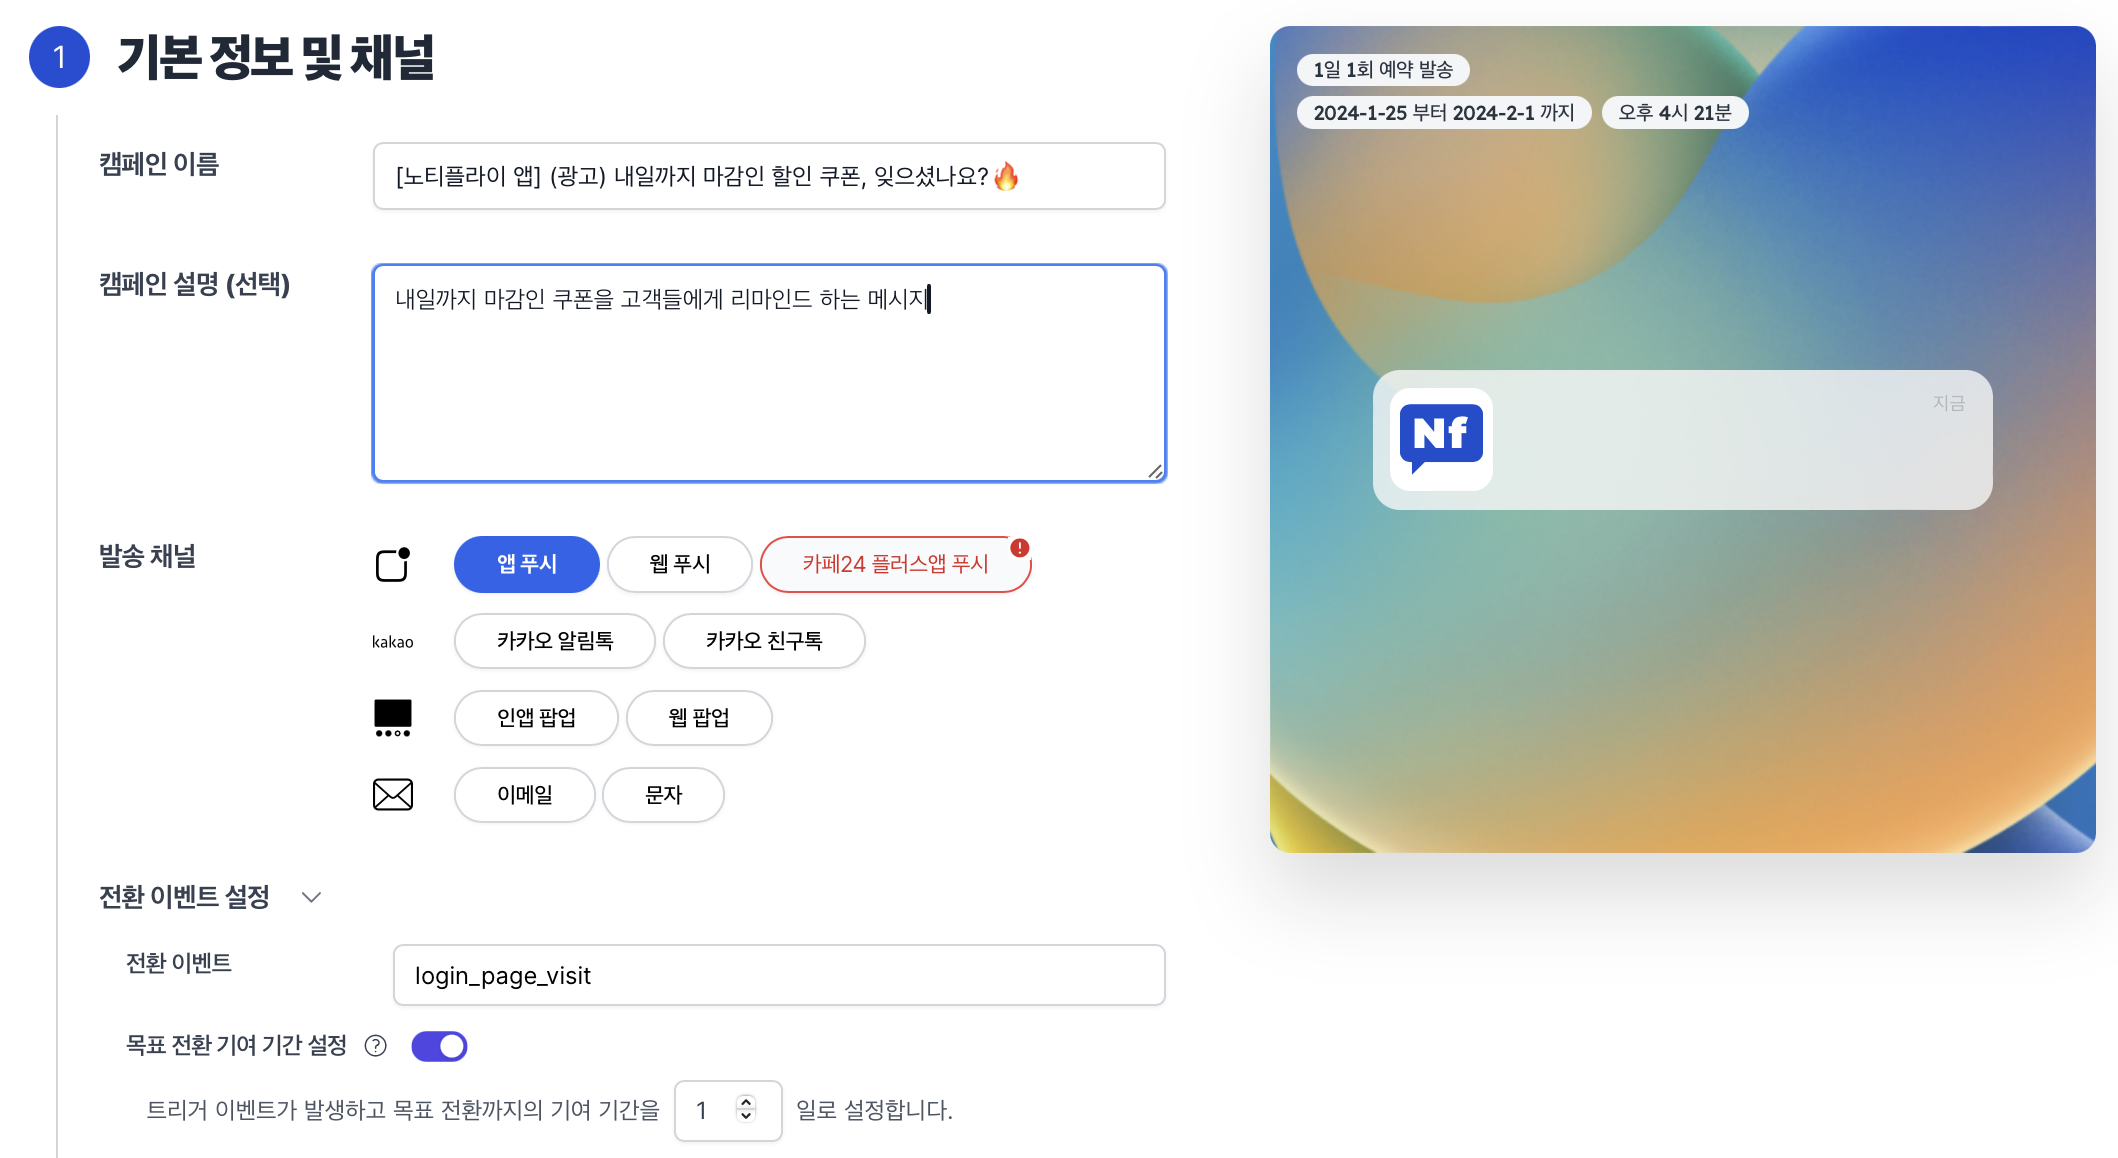 1 기본 정보 및 채널
캠페인 이름
[노티플라이 앱] (광고) 내일까지 마감인 할인 쿠폰, 잊으셨나요?🔥
캠페인 설명 (선택)
내일까지 마감인 쿠폰을 고객들에게 리마인드 하는 메시지
발송 채널
앱 푸시 웹 푸시 카페24 플러스앱 푸시 !
kakao 카카오 알림톡 카카오 친구톡
인앱 팝업 웹 팝업
이메일 문자
전환 이벤트 설정
전환 이벤트
login_page_visit
목표 전환 기여 기간 설정 ?
트리거 이벤트가 발생하고 목표 전환까지의 기여 기간을 1 일로 설정합니다.
1일 1회 예약 발송
2024-1-25 부터 2024-2-1 까지 오후 4시 21분
Nf 지금